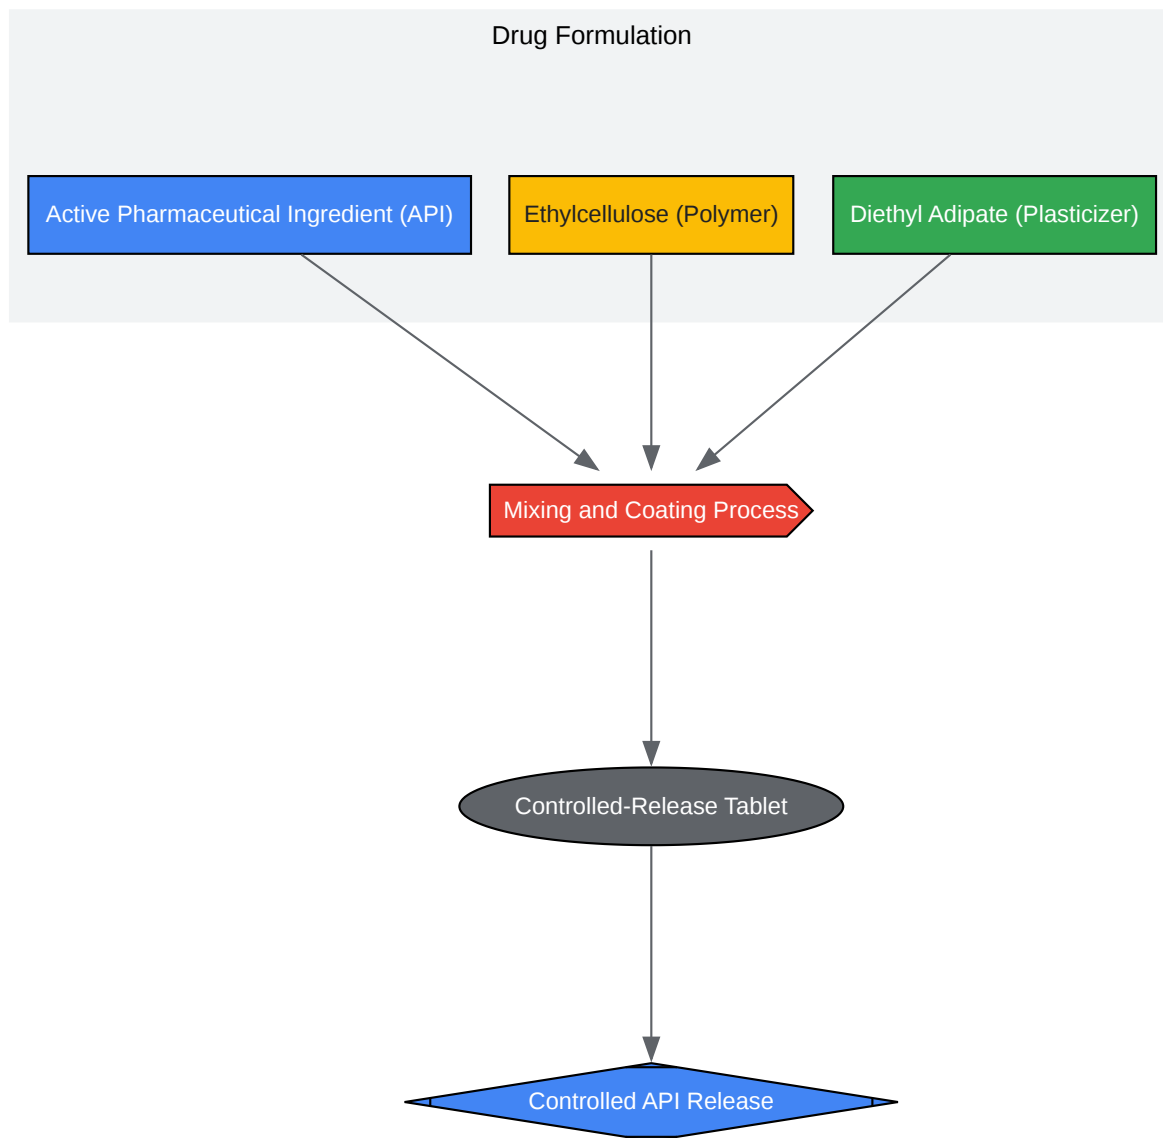 Drug Formulation
Active Pharmaceutical Ingredient (API)
Ethylcellulose (Polymer)
Diethyl Adipate (Plasticizer)
Mixing and Coating Process
Controlled-Release Tablet
Controlled API Release